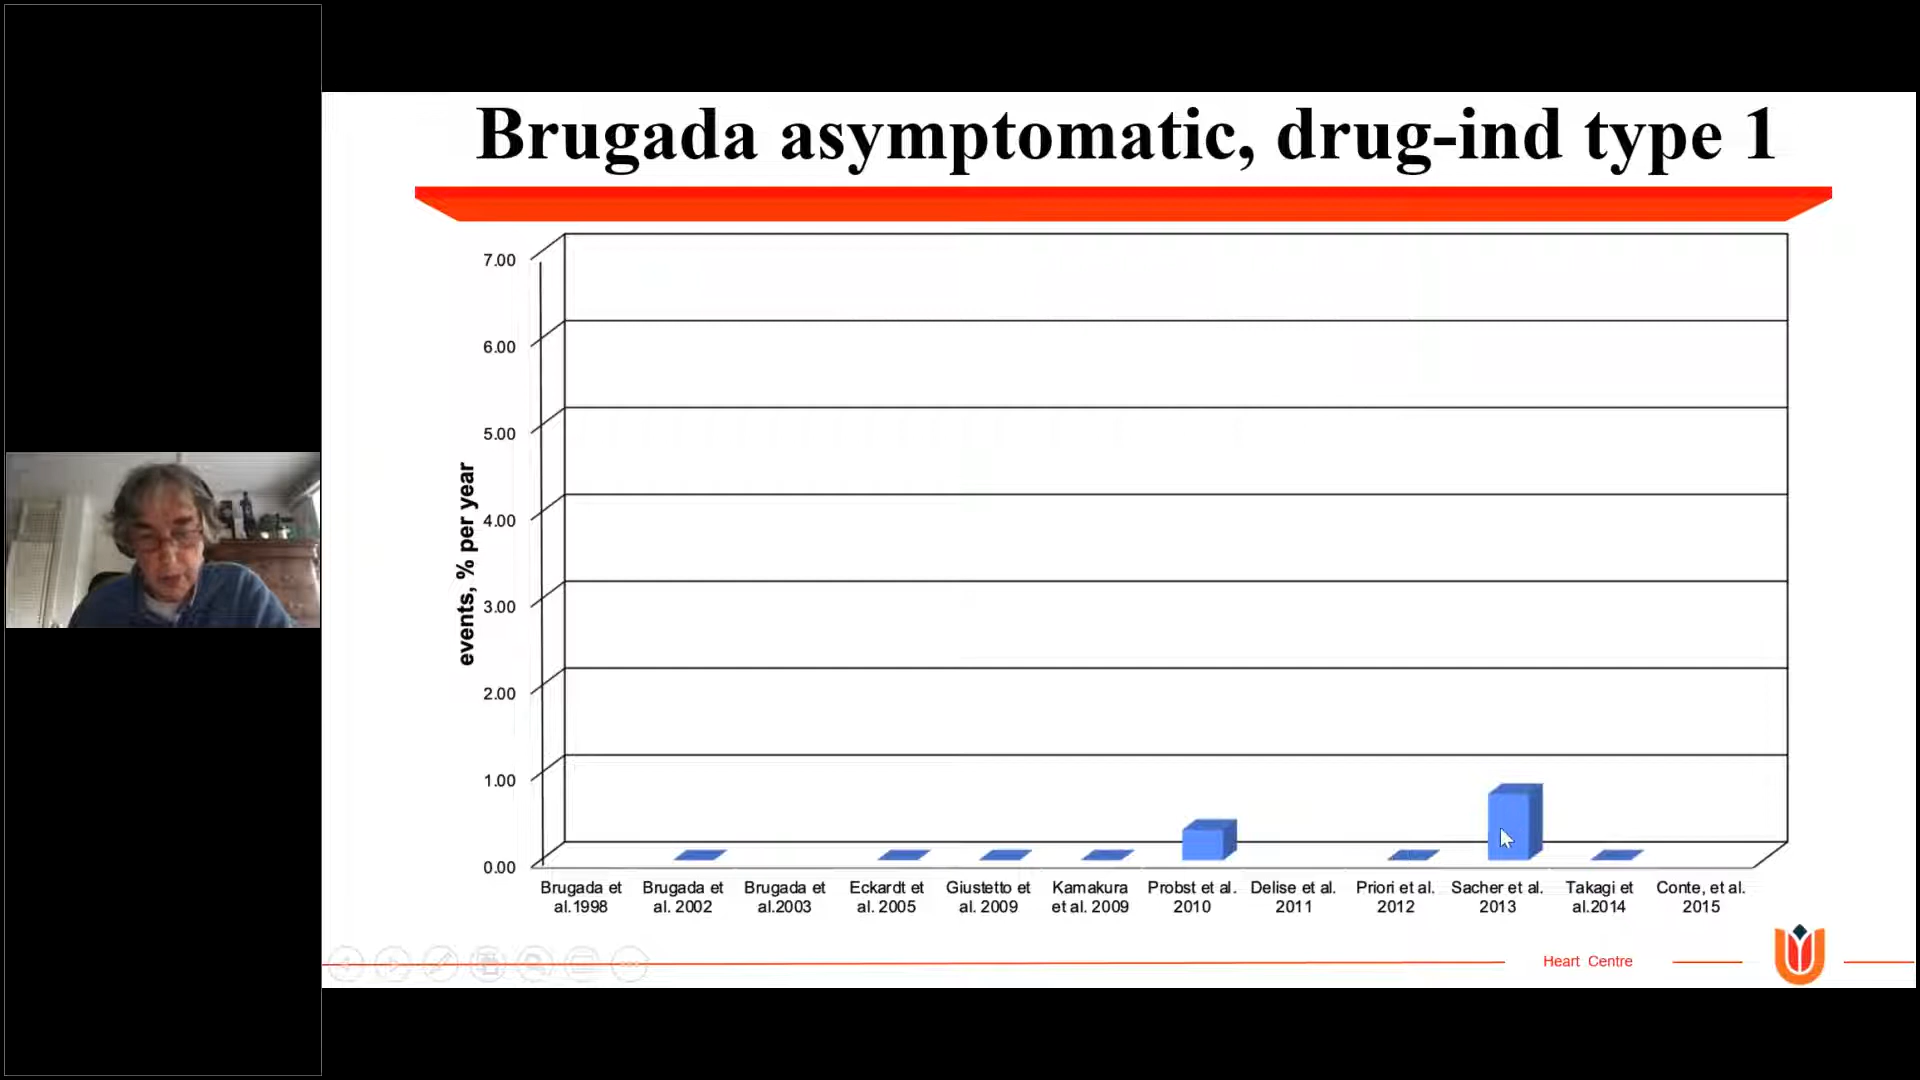 Brugada asymptomatic, drug-ind type 1
events, % per year
7.00
6.00
5.00
4.00
3.00
2.00
1.00
0.00
Brugada et al.1998
Brugada et al. 2002
Brugada et al.2003
Eckardt et al. 2005
Giustetto et al. 2009
Kamakura et al. 2009
Probst et al. 2010
Delise et al. 2011
Priori et al. 2012
Sacher et al. 2013
Takagi et al.2014
Conte, et al. 2015
Heart Centre